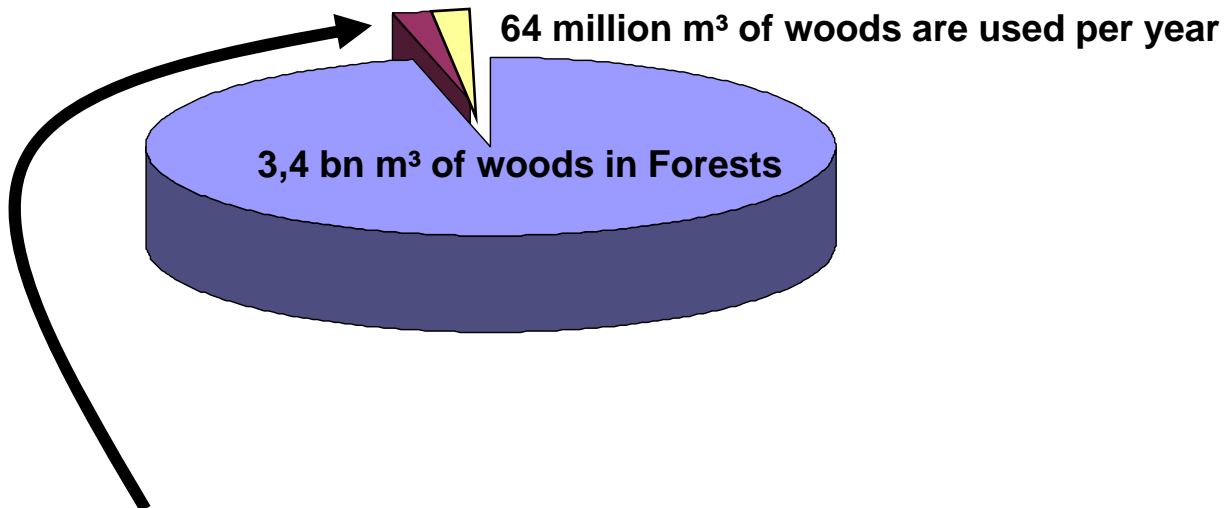 64 million m³ of woods are used per year
3,4 bn m³ of woods in Forests